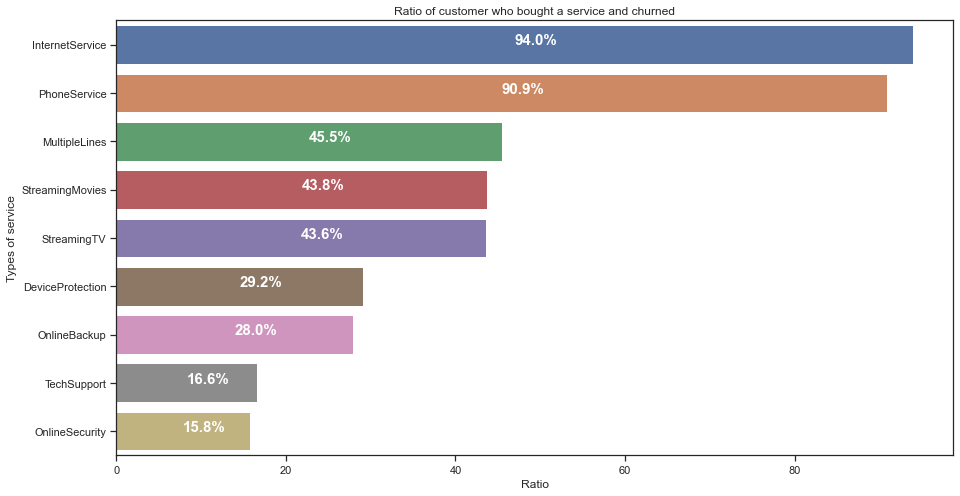 Ratio of customer who bought a service and churned
Types of service
InternetService 94.0%
PhoneService 90.9%
MultipleLines 45.5%
StreamingMovies 43.8%
StreamingTV 43.6%
DeviceProtection 29.2%
OnlineBackup 28.0%
TechSupport 16.6%
OnlineSecurity 15.8%
0 20 40 60 80
Ratio